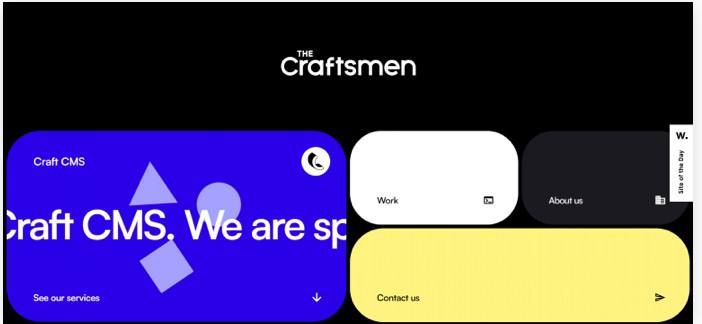 THE
Craftsmen
Craft CMS
Craft CMS. We are sp
See our services
Work
About us
Contact us
W.
Site of the Day